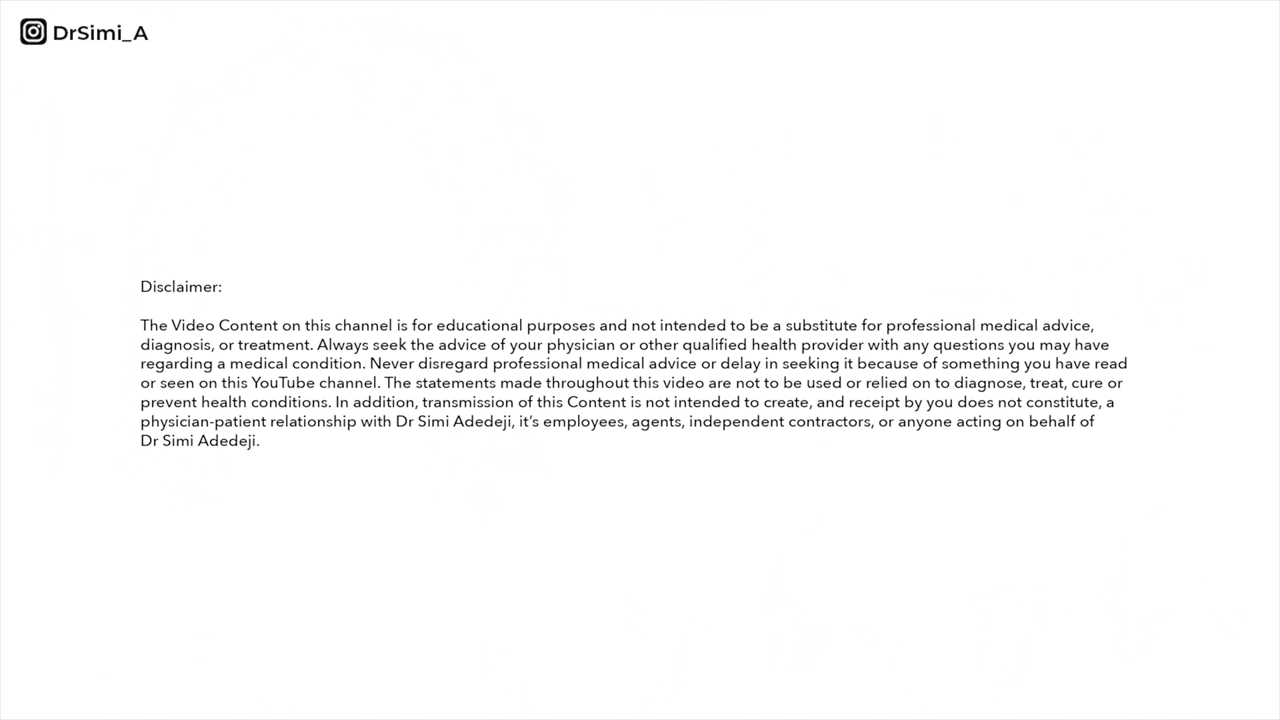 DrSimi_A
Disclaimer:
The Video Content on this channel is for educational purposes and not intended to be a substitute for professional medical advice,
diagnosis, or treatment. Always seek the advice of your physician or other qualified health provider with any questions you may have
regarding a medical condition. Never disregard professional medical advice or delay in seeking it because of something you have read
or seen on this YouTube channel. The statements made throughout this video are not to be used or relied on to diagnose, treat, cure or
prevent health conditions. In addition, transmission of this Content is not intended to create, and receipt by you does not constitute, a
physician-patient relationship with Dr Simi Adedeji, it’s employees, agents, independent contractors, or anyone acting on behalf of
Dr Simi Adedeji.